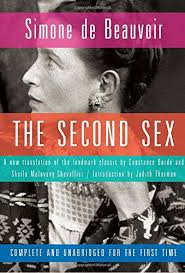 Simone de Beauvoir
THE SECOND SEX
A new translation of the landmark classic by Constance Borde and
Sheila Malovany-Chevallier / Introduction by Judith Thurman
COMPLETE AND UNABRIDGED FOR THE FIRST TIME